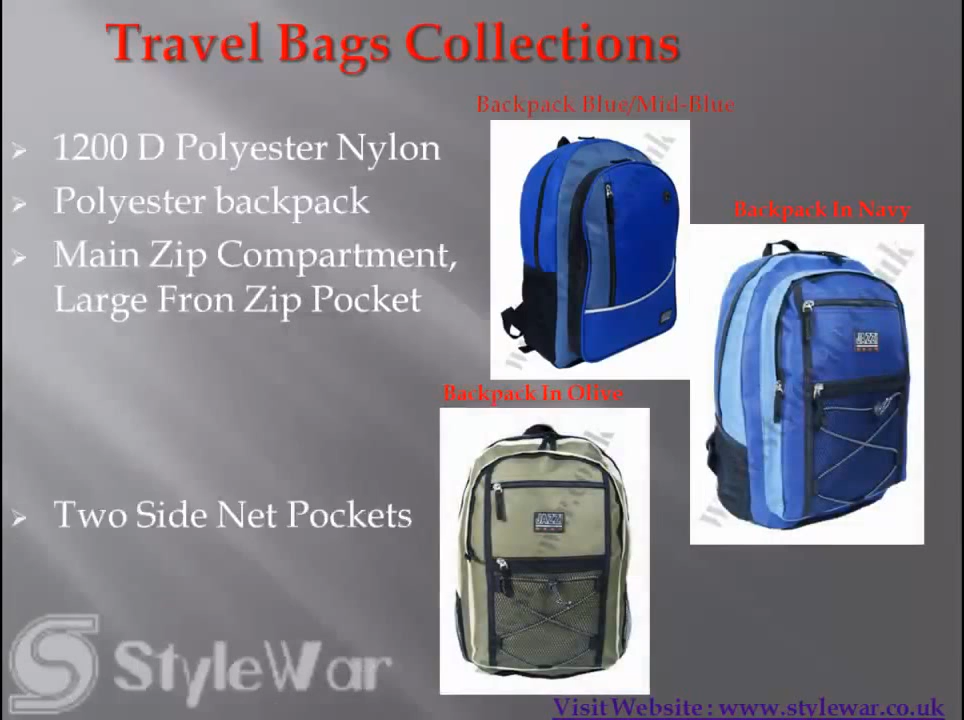 Travel Bags Collections
Backpack Blue/Mid-Blue
1200 D Polyester Nylon
Polyester backpack
Main Zip Compartment,
Large Fron Zip Pocket
Backpack In Navy
Backpack In Olive
Two Side Net Pockets
StyleWar
Visit Website : www.stylewar.co.uk